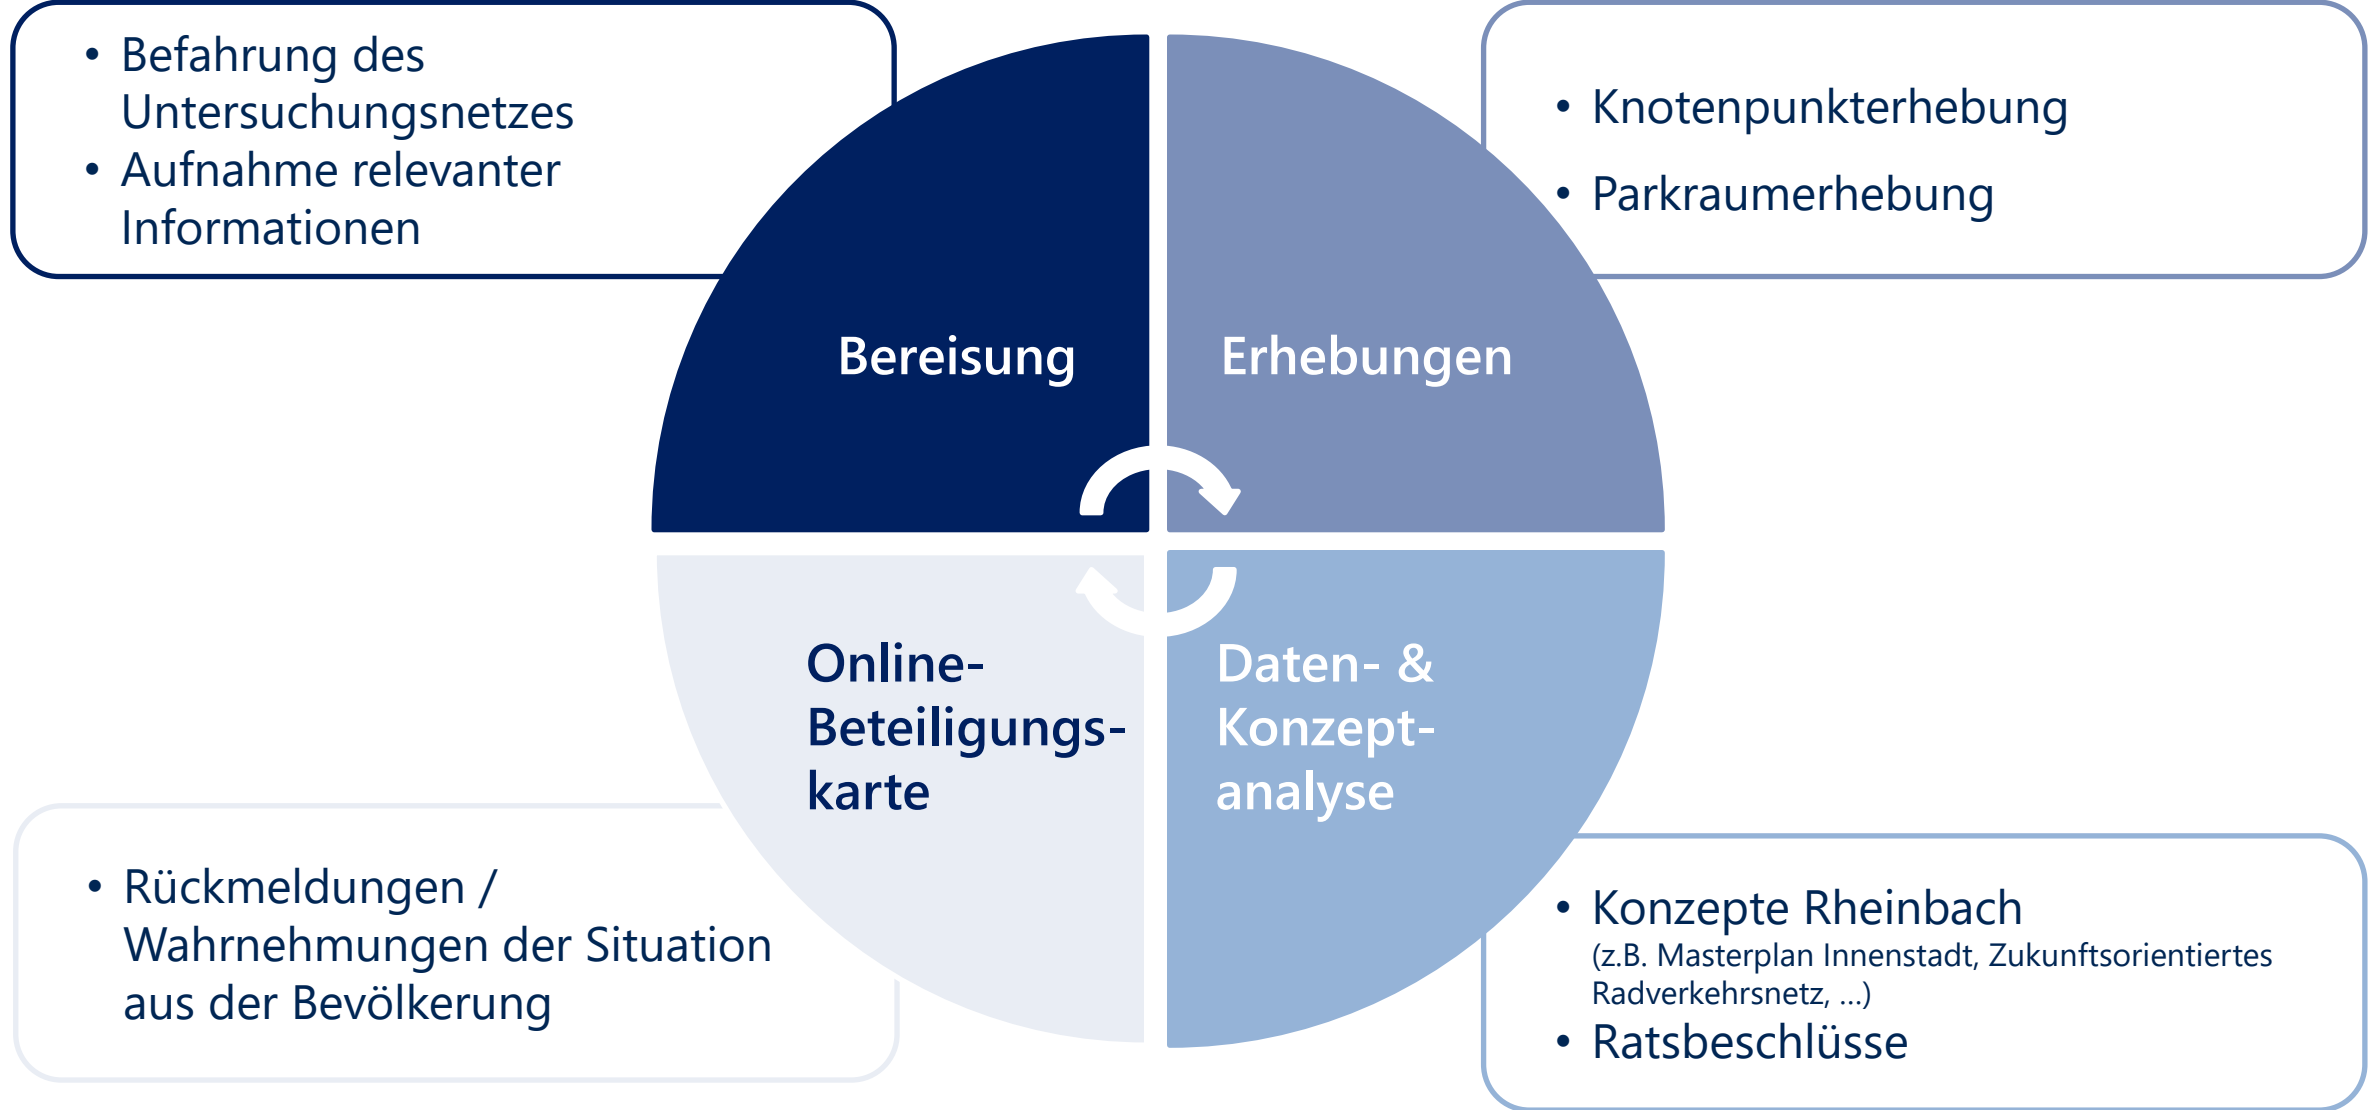 • Befahrung des
Untersuchungsnetzes
• Aufnahme relevanter
Informationen
• Knotenpunkterhebung
• Parkraumerhebung
Bereisung
Erhebungen
Online-
Beteiligungs-
karte
Daten- &
Konzept-
analyse
• Rückmeldungen /
Wahrnehmungen der Situation
aus der Bevölkerung
• Konzepte Rheinbach
(z.B. Masterplan Innenstadt, Zukunftsorientiertes
Radverkehrsnetz, …)
• Ratsbeschlüsse